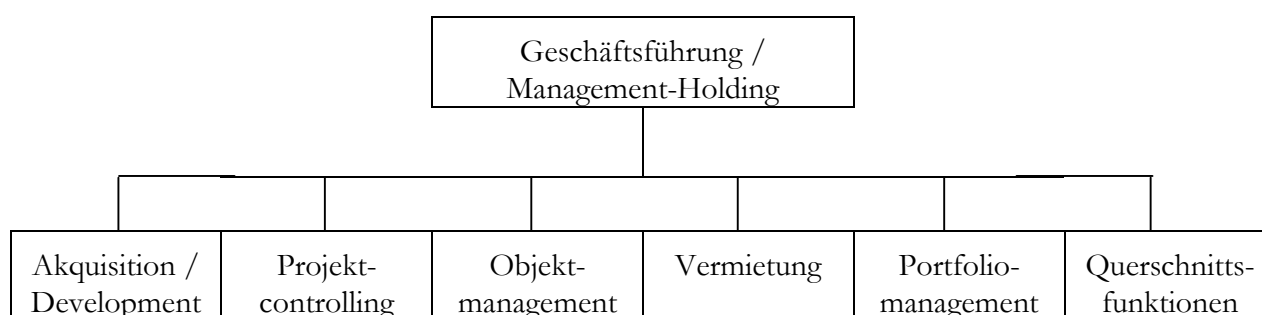 Geschäftsführung /
Management-Holding
Akquisition /
Development
Projekt-
controlling
Objekt-
management
Vermietung
Portfolio-
management
Querschnitts-
funktionen